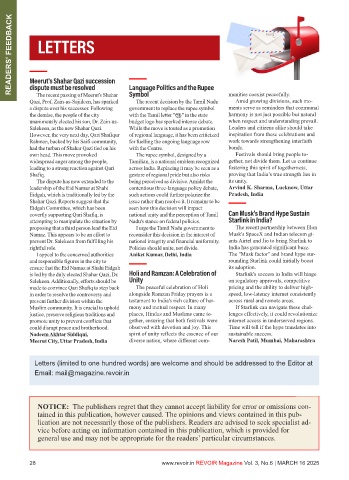 READERS' FEEDBACK
LETTERS
Meerut's Shahar Qazi succession
dispute must be resolved
The recent passing of Meerut's Shahar
Qazi, Prof. Zain-us-Sajideen, has sparked
a dispute over his successor. Following
the demise, the people of the city
unanimously elected his son, Dr. Zain-us-
Salekeen, as the new Shahar Qazi.
However, the very next day, Qari Shafiqur
Rahman, backed by his Saifi community,
had the turban of Shahar Qazi tied on his
own head. This move provoked
widespread anger among the people,
leading to a strong reaction against Qari
Shafiq.
The dispute has now extended to the
leadership of the Eid Namaz at Shahi
Eidgah, which is traditionally led by the
Shahar Qazi. Reports suggest that the
Eidgah Committee, which has been
covertly supporting Qari Shafiq, is
attempting to manipulate the situation by
proposing that a third person lead the Eid
Namaz. This appears to be an effort to
prevent Dr. Salekeen from fulfilling his
rightful role.
I appeal to the concerned authorities
and responsible figures in the city to
ensure that the Eid Namaz at Shahi Eidgah
is led by the duly elected Shahar Qazi, Dr.
Salekeen. Additionally, efforts should be
made to convince Qari Shafiq to step back
in order to resolve the controversy and
prevent further division within the
Muslim community. It is crucial to uphold
justice, preserve religious traditions and
promote unity to prevent conflicts that
could disrupt peace and brotherhood.
Nadeem Akhtar Siddiqui,
Meerut City, Uttar Pradesh, India
Language Politics and the Rupee
Symbol
The recent decision by the Tamil Nadu
government to replace the rupee symbol
with the Tamil letter "ரூ" in the state
budget logo has sparked intense debate.
While the move is touted as a promotion
of regional language, it has been criticized
for fuelling the ongoing language row
with the Centre.
The rupee symbol, designed by a
Tamilian, is a national emblem recognized
across India. Replacing it may be seen as a
gesture of regional pride but also risks
being perceived as divisive. Amidst the
contentious three-language policy debate,
such actions could further polarize the
issue rather than resolve it. It remains to be
seen how this decision will impact
national unity and the perception of Tamil
Nadu's stance on federal policies.
I urge the Tamil Nadu government to
reconsider this decision in the interest of
national integrity and financial uniformity.
Policies should unite, not divide.
Aniket Kumar, Delhi, India
Holi and Ramzan: A Celebration of
Unity
The peaceful celebration of Holi
alongside Ramzan Friday prayers is a
testament to India's rich culture of har-
mony and mutual respect. In many
places, Hindus and Muslims came to-
gether, ensuring that both festivals were
observed with devotion and joy. This
spirit of unity reflects the essence of our
diverse nation, where different com-
munities coexist peacefully.
Amid growing divisions, such mo-
ments serve as reminders that communal
harmony is not just possible but natural
when respect and understanding prevail.
Leaders and citizens alike should take
inspiration from these celebrations and
work towards strengthening interfaith
bonds.
Festivals should bring people to-
gether, not divide them. Let us continue
fostering this spirit of togetherness,
proving that India's true strength lies in
its unity.
Arvind K. Sharma, Lucknow, Uttar
Pradesh, India
Can Musk's Brand Hype Sustain
Starlink in India?
The recent partnership between Elon
Musk's SpaceX and Indian telecom gi-
ants Airtel and Jio to bring Starlink to
India has generated significant buzz.
The "Musk factor" and brand hype sur-
rounding Starlink could initially boost
its adoption.
Starlink's success in India will hinge
on regulatory approvals, competitive
pricing and the ability to deliver high-
speed, low-latency internet consistently
across rural and remote areas.
If Starlink can navigate these chal-
lenges effectively, it could revolutionize
internet access in underserved regions.
Time will tell if the hype translates into
sustainable success.
Naresh Patil, Mumbai, Maharashtra
Letters (limited to one hundred words) are welcome and should be addressed to the Editor at
Email: mail@magazine.revoir.in
NOTICE: The publishers regret that they cannot accept liability for error or omissions con-
tained in this publication, however caused. The opinions and views contained in this pub-
lication are not necessarily those of the publishers. Readers are advised to seek specialist ad-
vice before acting on information contained in this publication, which is provided for
general use and may not be appropriate for the readers' particular circumstances.
28
www.revoir.in REVOIR Magazine Vol. 3, No.6 | MARCH 16 2025